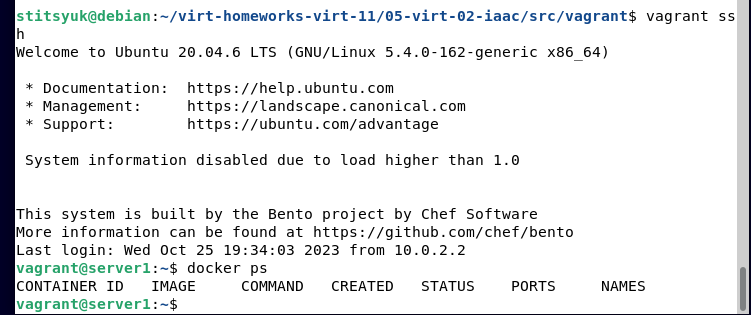 stitsyuk@debian:~/virt-homeworks-virt-11/05-virt-02-iaac/src/vagrant$ vagrant ss
h
Welcome to Ubuntu 20.04.6 LTS (GNU/Linux 5.4.0-162-generic x86_64)

 * Documentation:  https://help.ubuntu.com
 * Management:     https://landscape.canonical.com
 * Support:        https://ubuntu.com/advantage

 System information disabled due to load higher than 1.0


This system is built by the Bento project by Chef Software
More information can be found at https://github.com/chef/bento
Last login: Wed Oct 25 19:34:03 2023 from 10.0.2.2
vagrant@server1:~$ docker ps
CONTAINER ID   IMAGE     COMMAND   CREATED   STATUS    PORTS     NAMES
vagrant@server1:~$